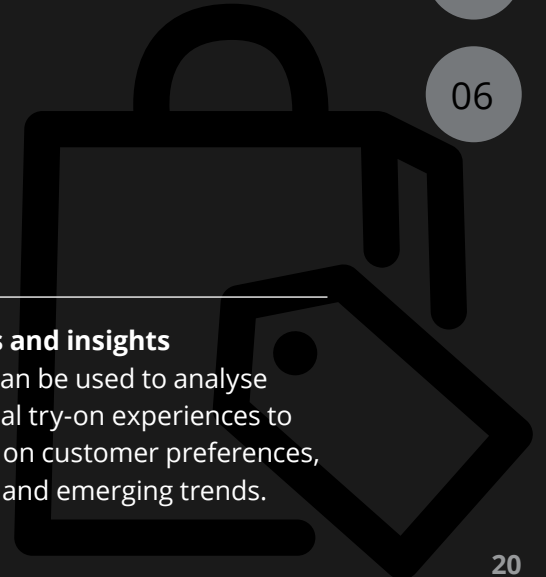 06
s and insights
an be used to analyse
al try-on experiences to
on customer preferences,
and emerging trends.
20